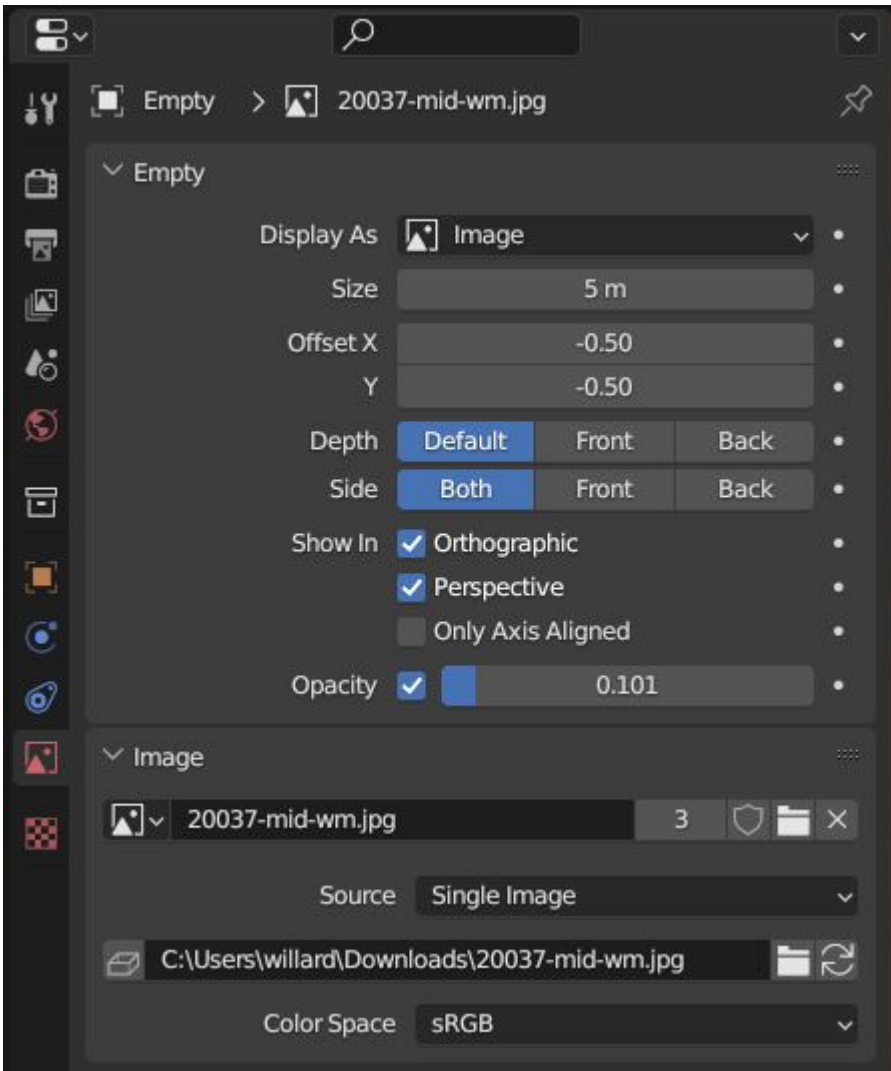 Empty > 20037-mid-wm.jpg
Empty
Display As Image
Size 5 m
Offset X -0.50
Y -0.50
Depth Default Front Back
Side Both Front Back
Show In Orthographic
Perspective
Only Axis Aligned
Opacity 0.101
Image
20037-mid-wm.jpg 3
Source Single Image
C:\Users\willard\Downloads\20037-mid-wm.jpg
Color Space sRGB